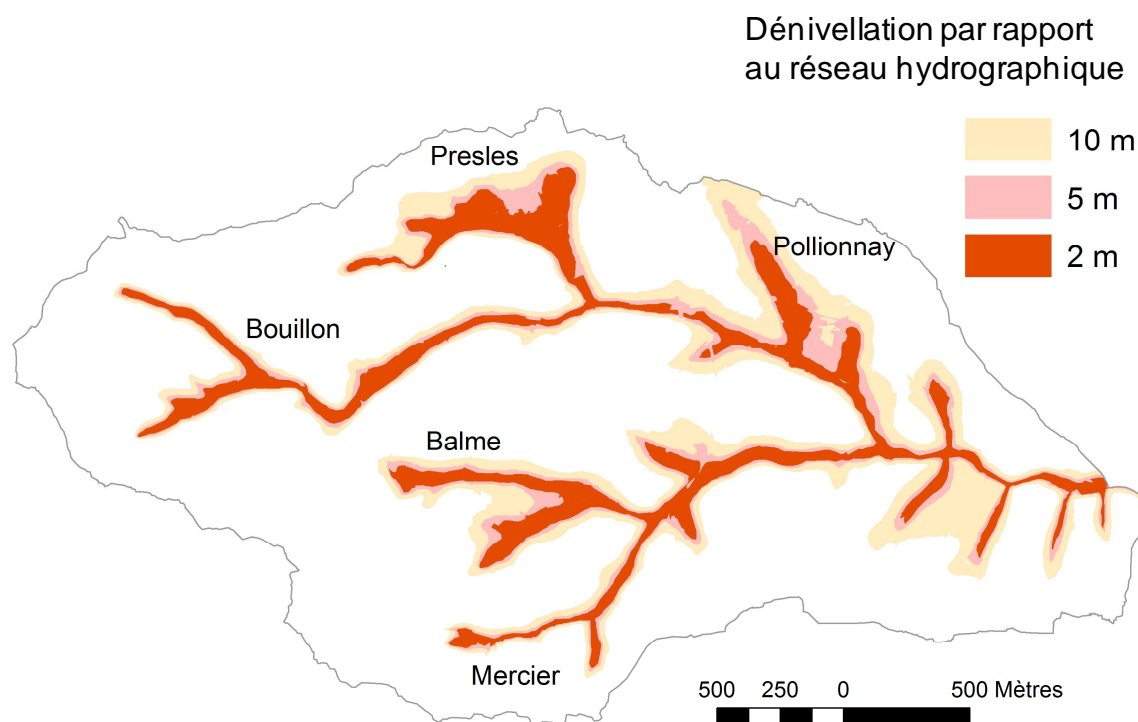 Dénivellation par rapport
au réseau hydrographique
10 m
5 m
2 m
Presles
Pollionnay
Bouillon
Balme
Mercier
500 250 0 500 Mètres